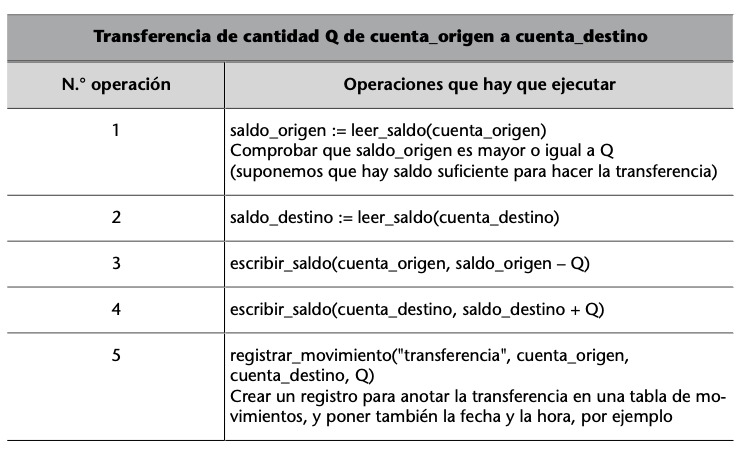 Transferencia de cantidad Q de cuenta_origen a cuenta_destino
N.° operación Operaciones que hay que ejecutar
1 saldo_origen := leer_saldo(cuenta_origen)
Comprobar que saldo_origen es mayor o igual a Q
(suponemos que hay saldo suficiente para hacer la transferencia)
2 saldo_destino := leer_saldo(cuenta_destino)
3 escribir_saldo(cuenta_origen, saldo_origen – Q)
4 escribir_saldo(cuenta_destino, saldo_destino + Q)
5 registrar_movimiento("transferencia", cuenta_origen,
cuenta_destino, Q)
Crear un registro para anotar la transferencia en una tabla de mo-
vimientos, y poner también la fecha y la hora, por ejemplo